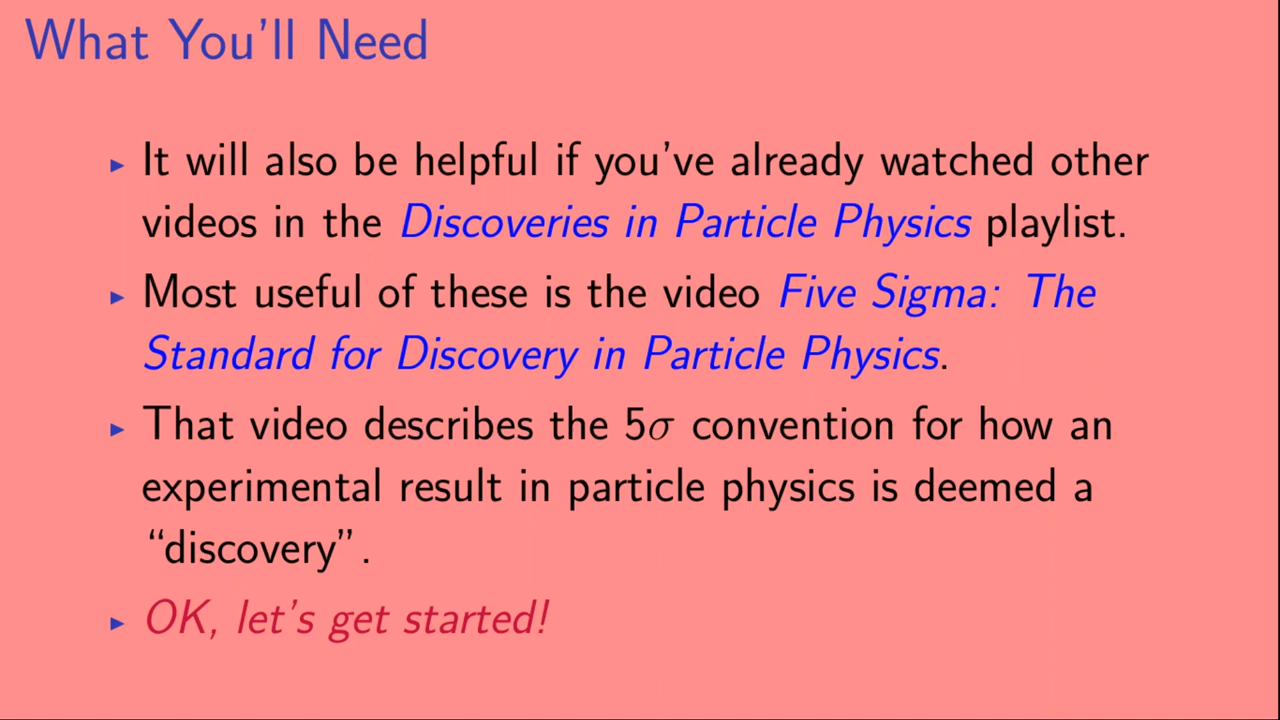 What You'll Need
▸ It will also be helpful if you've already watched other
videos in the Discoveries in Particle Physics playlist.
▸ Most useful of these is the video Five Sigma: The
Standard for Discovery in Particle Physics.
▸ That video describes the 5σ convention for how an
experimental result in particle physics is deemed a
“discovery”.
▸ OK, let's get started!